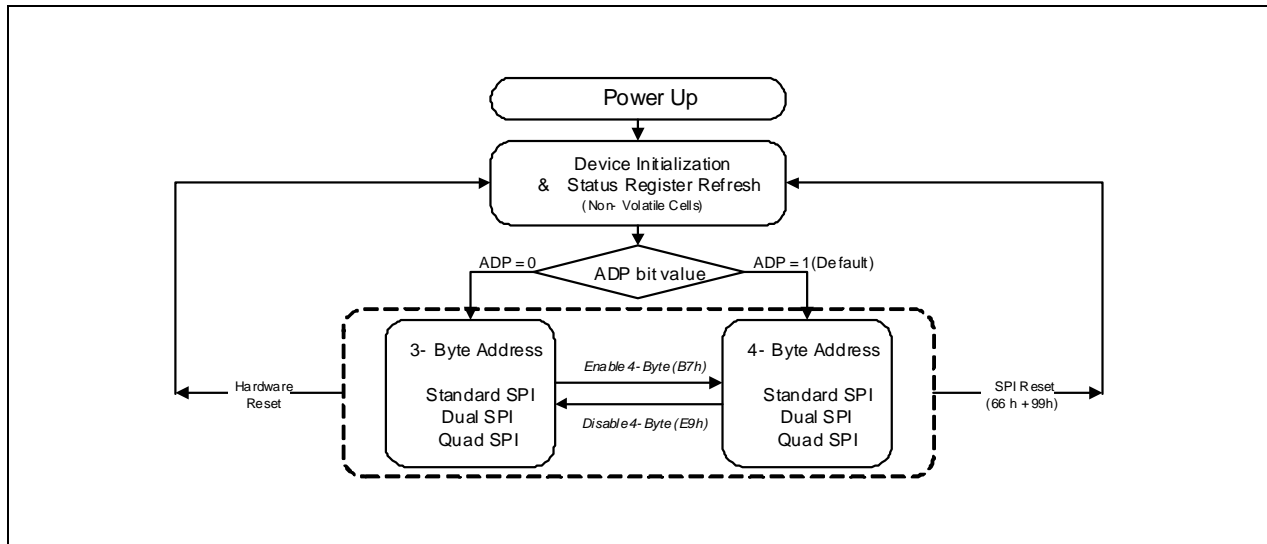 Power Up
Device Initialization
& Status Register Refresh
(Non- Volatile Cells)
ADP = 0
ADP bit value
ADP = 1(Default)
3- Byte Address
Standard SPI
Dual SPI
Quad SPI
Enable 4- Byte (B7h)
Disable 4- Byte (E9h)
4- Byte Address
Standard SPI
Dual SPI
Quad SPI
Hardware
Reset
SPI Reset
(66 h + 99h)